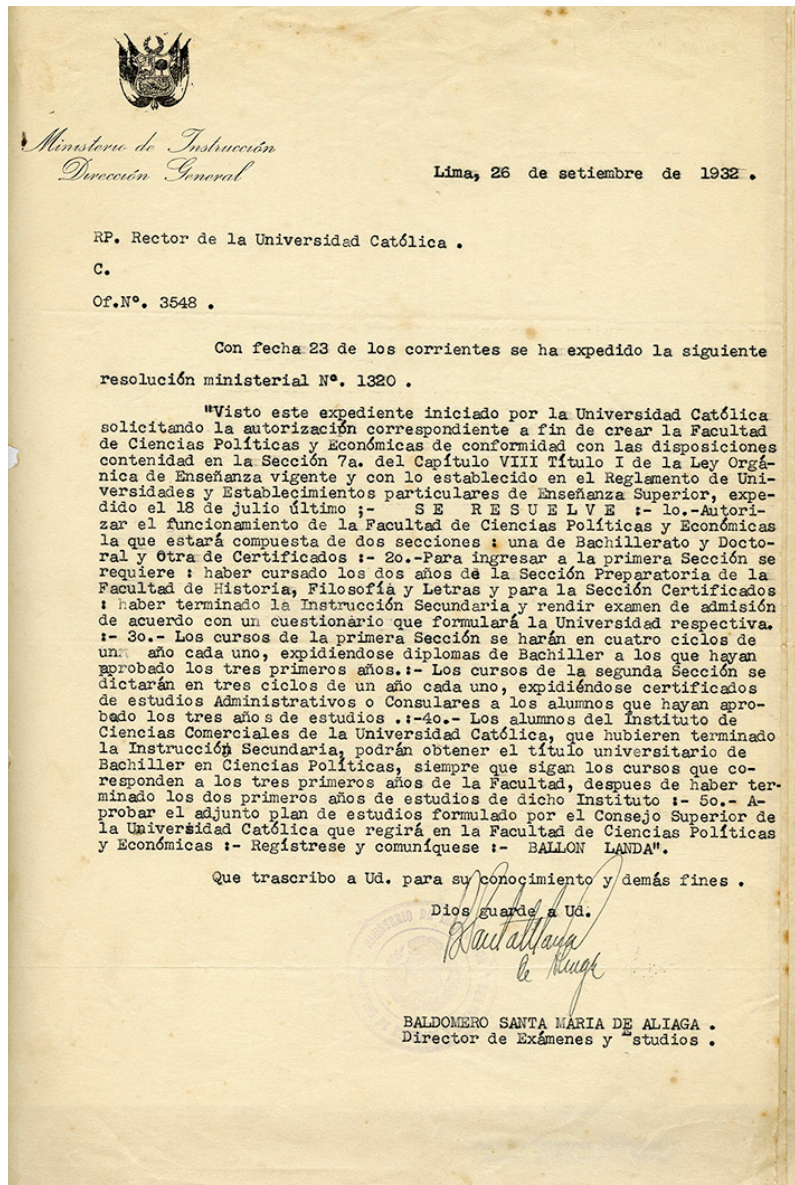 Ministerio de Instrucción
Dirección General
Lima, 26 de setiembre de 1932.
RP. Rector de la Universidad Católica .
C.
Of.Nº. 3548 .
Con fecha 23 de los corrientes se ha expedido la siguiente
resolución ministerial Nº. 1320 .
"Visto este expediente iniciado por la Universidad Católica
solicitando la autorización correspondiente a fin de crear la Facultad
de Ciencias Políticas y Económicas de conformidad con las disposiciones
contenidad en la Sección 7a. del Capítulo VIII Título I de la Ley Orgá-
nica de Enseñanza vigente y con lo establecido en el Reglamento de Uni-
versidades y Establecimientos particulares de Enseñanza Superior, expe-
dido el 18 de julio último ;- SE RESUELVE :- 1o.-Autori-
zar el funcionamiento de la Facultad de Ciencias Políticas y Económicas
la que estará compuesta de dos secciones : una de Bachillerato y Docto-
ral y Otra de Certificados :- 2o.-Para ingresar a la primera Sección se
requiere : haber cursado los dos años de la Sección Preparatoria de la
Facultad de Historia, Filosofía y Letras y para la Sección Certificados
: haber terminado la Instrucción Secundaria y rendir examen de admisión
de acuerdo con un cuestionario que formulará la Universidad respectiva.
:- 3o.- Los cursos de la primera Sección se harán en cuatro ciclos de
un año cada uno, expidiendose diplomas de Bachiller a los que hayan
aprobado los tres primeros años.:- Los cursos de la segunda Sección se
dictarán en tres ciclos de un año cada uno, expidiéndose certificados
de estudios Administrativos o Consulares a los alumnos que hayan apro-
bado los tres años de estudios .:-4o.- Los alumnos del Instituto de
Ciencias Comerciales de la Universidad Católica, que hubieren terminado
la Instrucción Secundaria, podrán obtener el título universitario de
Bachiller en Ciencias Políticas, siempre que sigan los cursos que co-
responden a los tres primeros años de la Facultad, despues de haber ter-
minado los dos primeros años de estudios de dicho Instituto :- 5o.- A-
probar el adjunto plan de estudios formulado por el Consejo Superior de
la Universidad Católica que regirá en la Facultad de Ciencias Políticas
y Económicas :- Regístrese y comuníquese :- BALLON LANDA".
Que trascribo a Ud. para su conocimiento y demás fines .
Dios guarde a Ud.
BALDOMERO SANTA MARIA DE ALIAGA .
Director de Exámenes y Estudios .